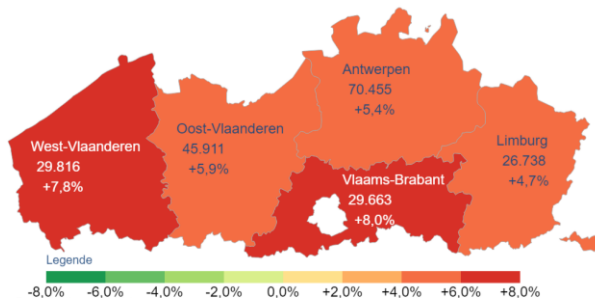 Antwerpen
70.455
+5,4%
Oost-Vlaanderen
45.911
+5,9%
West-Vlaanderen
29.816
+7,8%
Limburg
26.738
+4,7%
Vlaams-Brabant
29.663
+8,0%
Legende
-8,0% -6,0% -4,0% -2,0% 0,0% +2,0% +4,0% +6,0% +8,0%